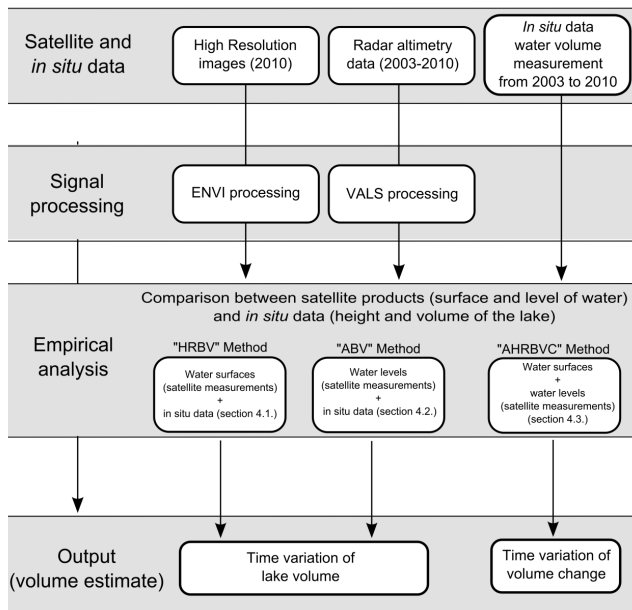 Satellite and
in situ data
High Resolution
images (2010)
Radar altimetry
data (2003-2010)
In situ data
water volume
measurement
from 2003 to 2010
Signal
processing
ENVI processing
VALS processing
Empirical
analysis
Comparison between satellite products (surface and level of water)
and in situ data (height and volume of the lake)
"HRBV" Method
Water surfaces
(satellite measurements)
+
in situ data (section 4.1.)
"ABV" Method
Water levels
(satellite measurements)
+
in situ data (section 4.2.)
"AHRBVC" Method
Water surfaces
+
water levels
(satellite measurements)
(section 4.3.)
Output
(volume estimate)
Time variation of
lake volume
Time variation of
volume change